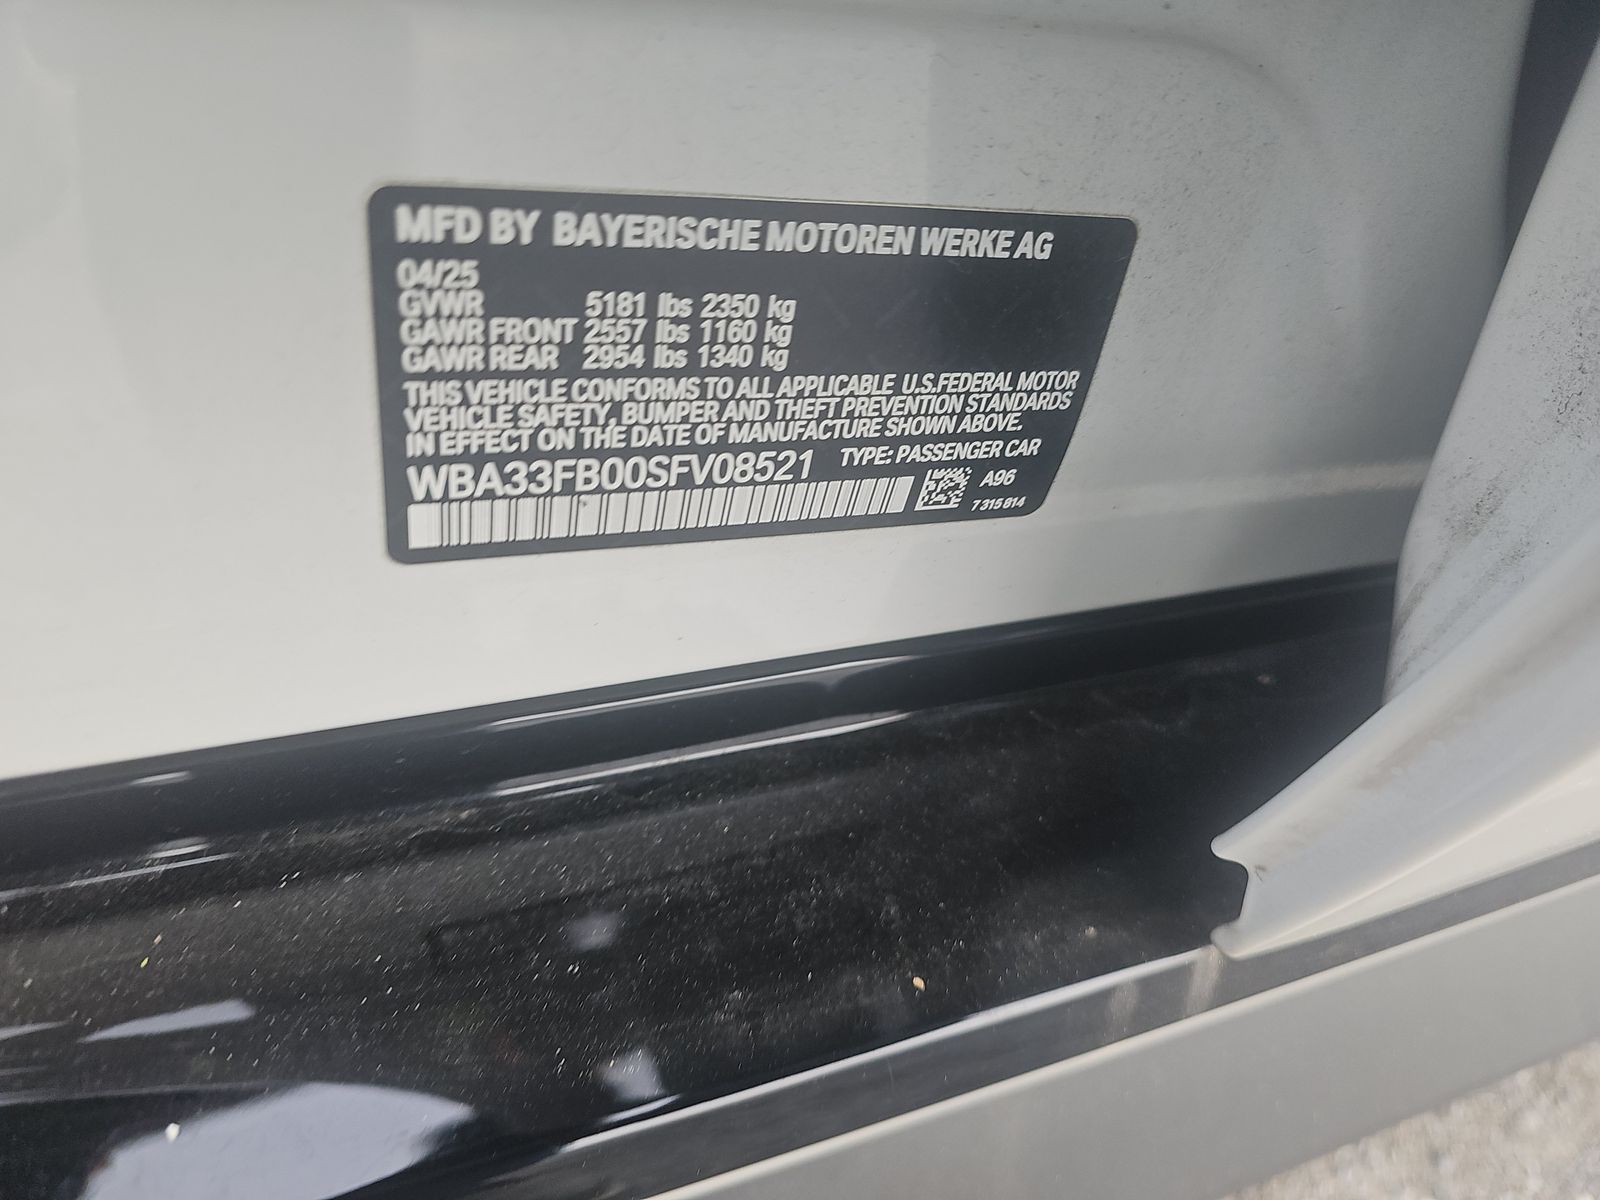 MFD BY BAYERISCHE MOTOREN WERKE AG
04/25
GVWR 5181 lbs 2350 kg
GAWR FRONT 2557 lbs 1160 kg
GAWR REAR 2954 lbs 1340 kg
THIS VEHICLE CONFORMS TO ALL APPLICABLE U.S.FEDERAL MOTOR
VEHICLE SAFETY, BUMPER AND THEFT PREVENTION STANDARDS
IN EFFECT ON THE DATE OF MANUFACTURE SHOWN ABOVE.
WBA33FB00SFV08521 TYPE: PASSENGER CAR
A96
7315814